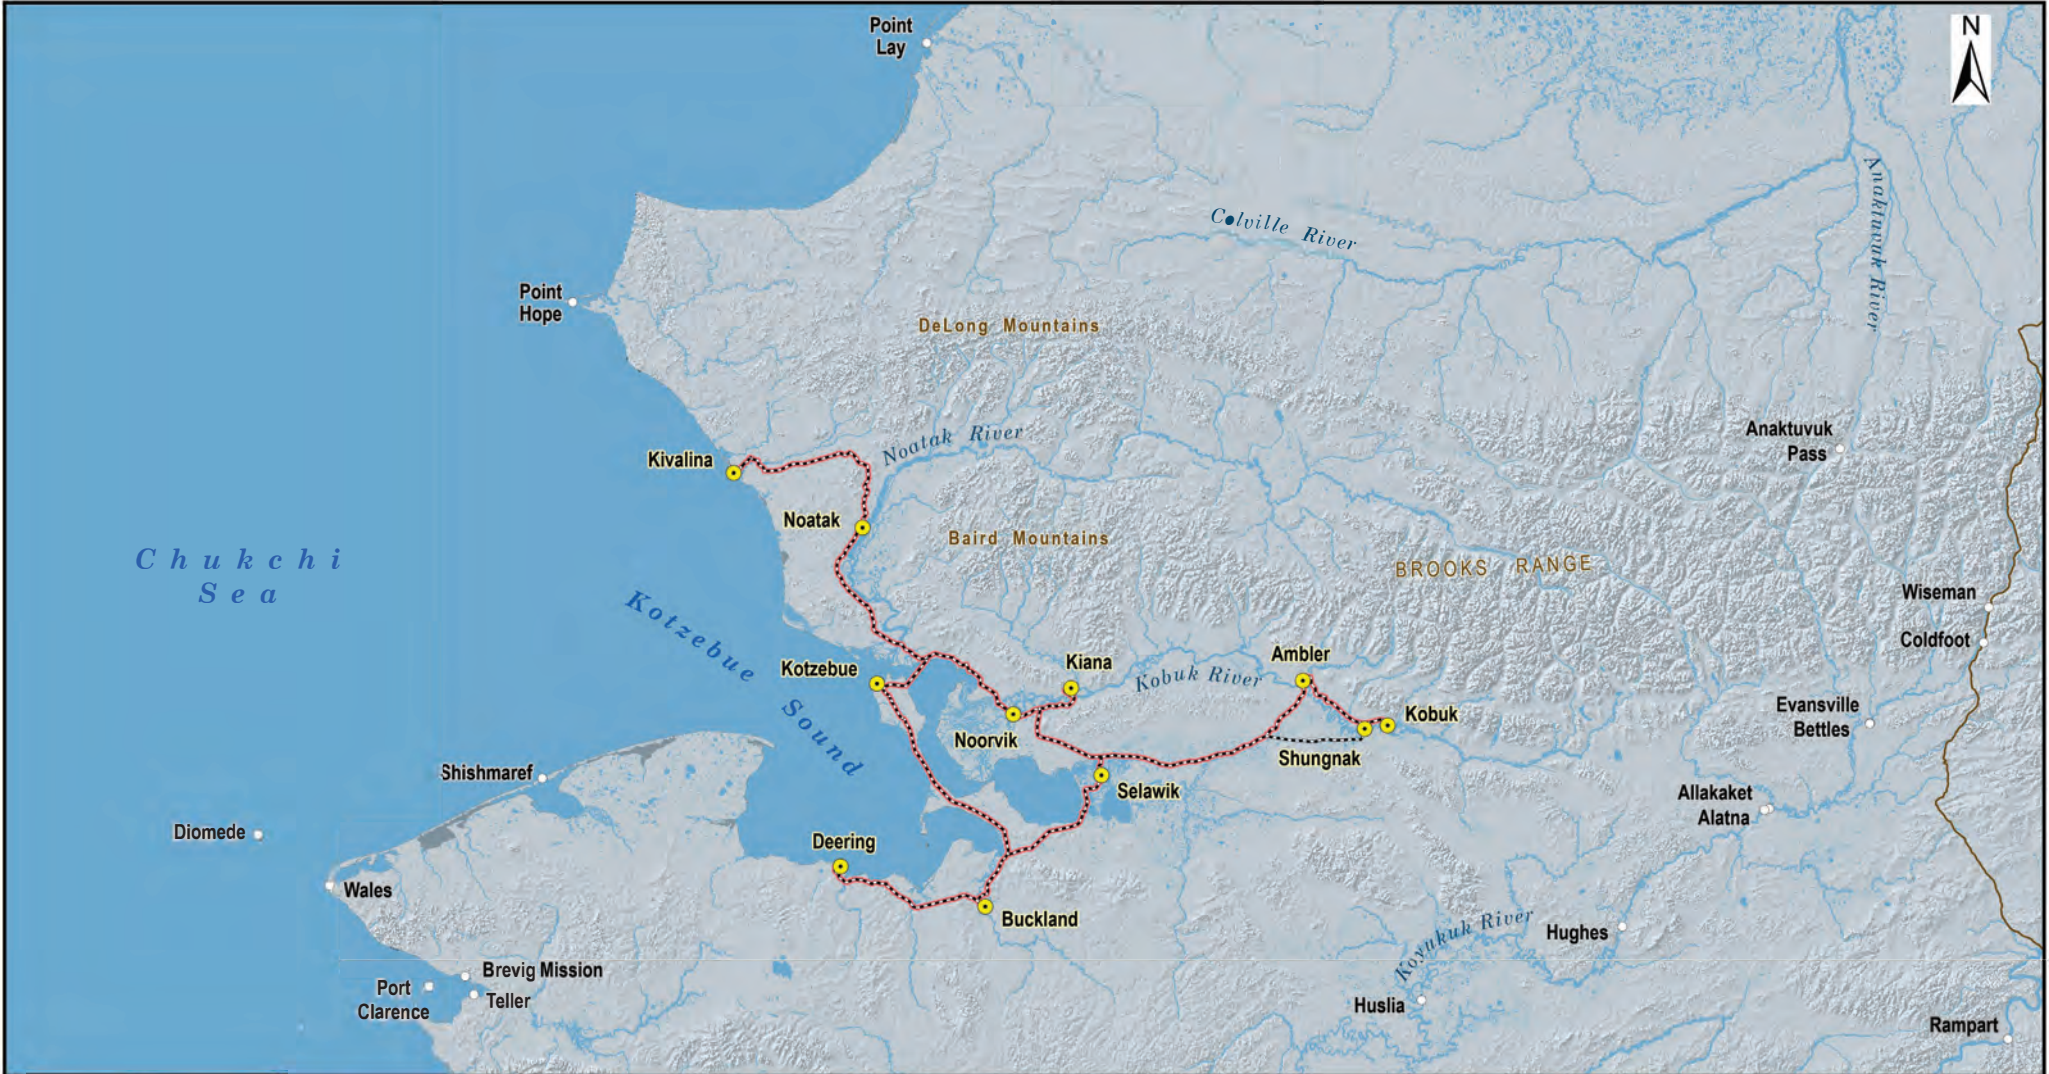 Point
Lay
N
Anaktuvuk River
Colville River
Point
Hope
DeLong Mountains
Noatak River
Anaktuvuk
Pass
Kivalina
Noatak
Baird Mountains
BROOKS RANGE
Chukchi
Sea
Wiseman
Kotzebue
Sound
Coldfoot
Kotzebue
Kiana
Kobuk River
Ambler
Kobuk
Evansville
Bettles
Noorvik
Shungnak
Shishmaref
Selawik
Allakaket
Alatna
Diomede
Deering
Wales
Buckland
Koyukuk River
Hughes
Brevig Mission
Port
Clarence
Teller
Huslia
Rampart